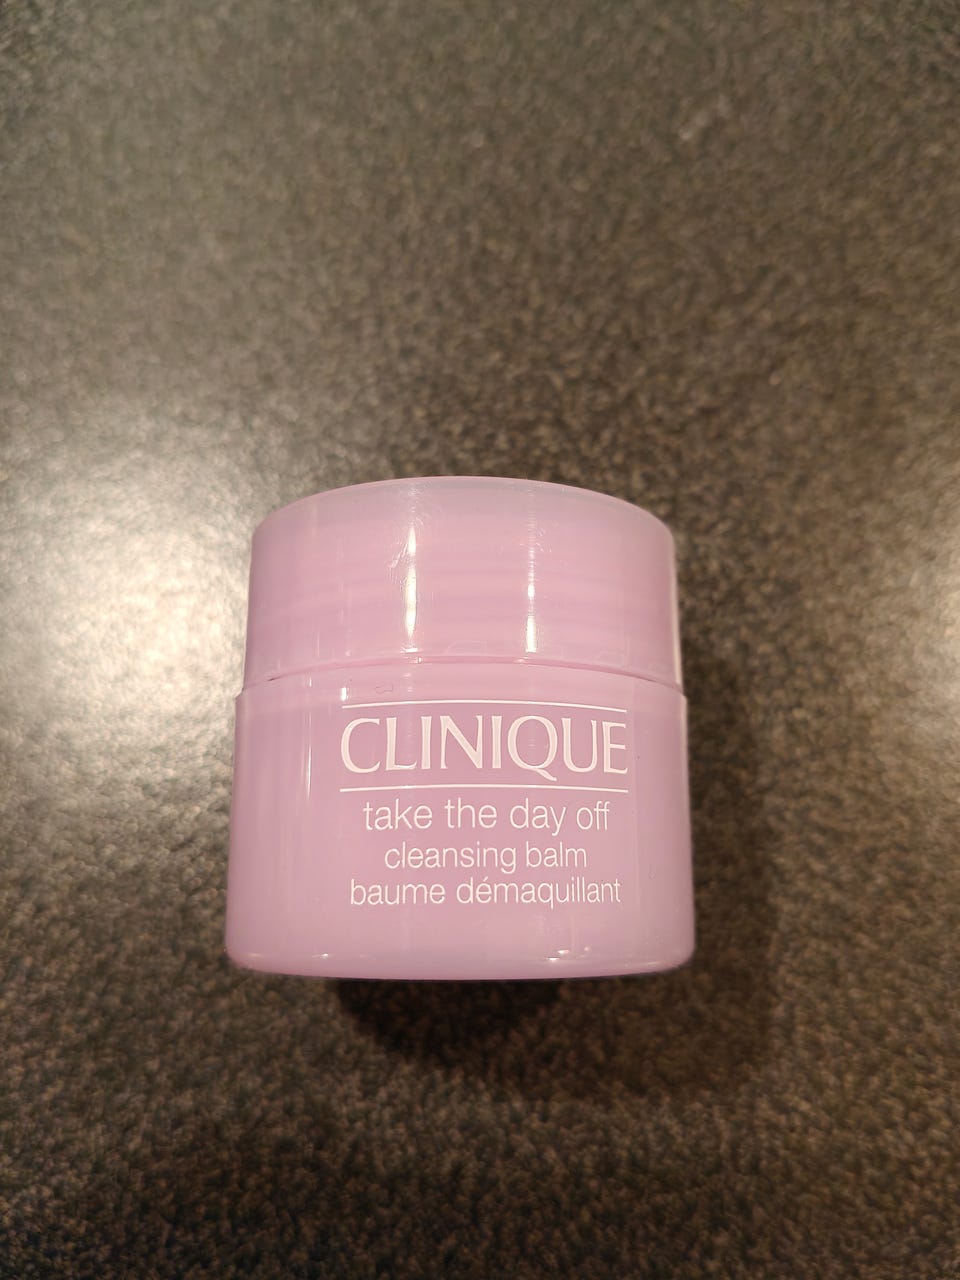 CLINIQUE
take the day off
cleansing balm
baume démaquillant